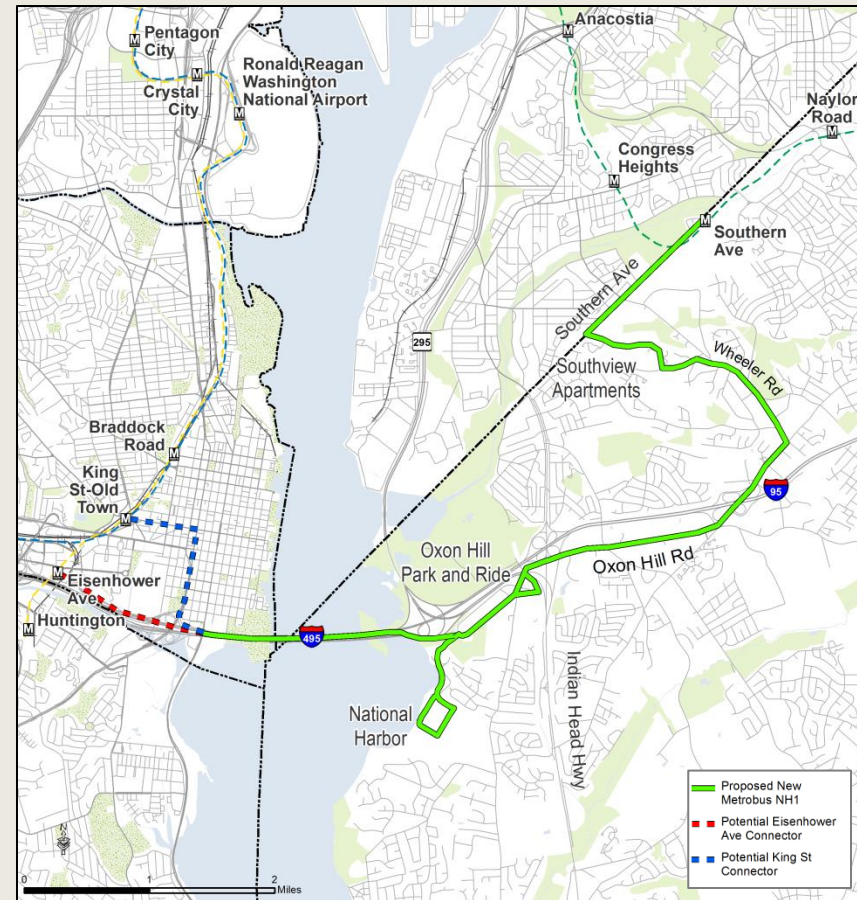 Pentagon
City
Crystal
City
Ronald Reagan
Washington
National Airport
Anacostia
Naylor
Road
Congress
Heights
Southern
Ave
Southern Ave
295
Southview
Apartments
Wheeler Rd
Braddock
Road
King
St-Old
Town
95
Oxon Hill
Park and Ride
Oxon Hill Rd
Eisenhower
Ave
Huntington
495
Indian Head Hwy
National
Harbor
Proposed New
Metrobus NH1
Potential Eisenhower
Ave Connector
Potential King St
Connector
N
0 1 2
Miles
M
M
M
M
M
M
M
M
M
M
M